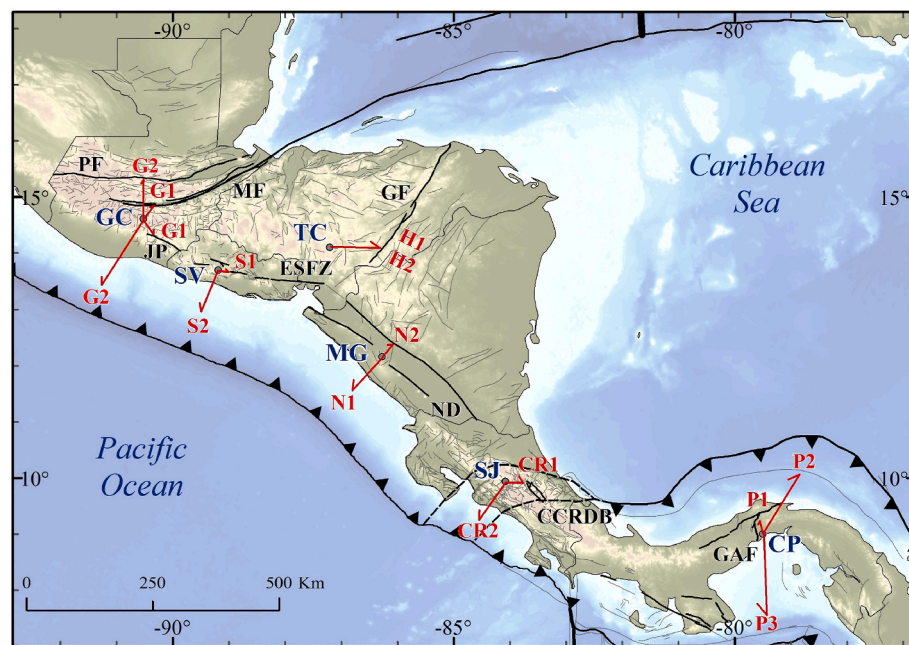 -90°
-85°
-80°
PF
G2
G1
MF
GF
Caribbean
Sea
15°
15°
GC
G1
JP
TC
H1
H2
SV
S1
ESFZ
G2
S2
MG
N2
N1
ND
Pacific
Ocean
SJ
CR1
P2
10°
10°
CR2
CCRDB
P1
GAF
CP
0
250
500 Km
P3
-90°
-85°
-80°